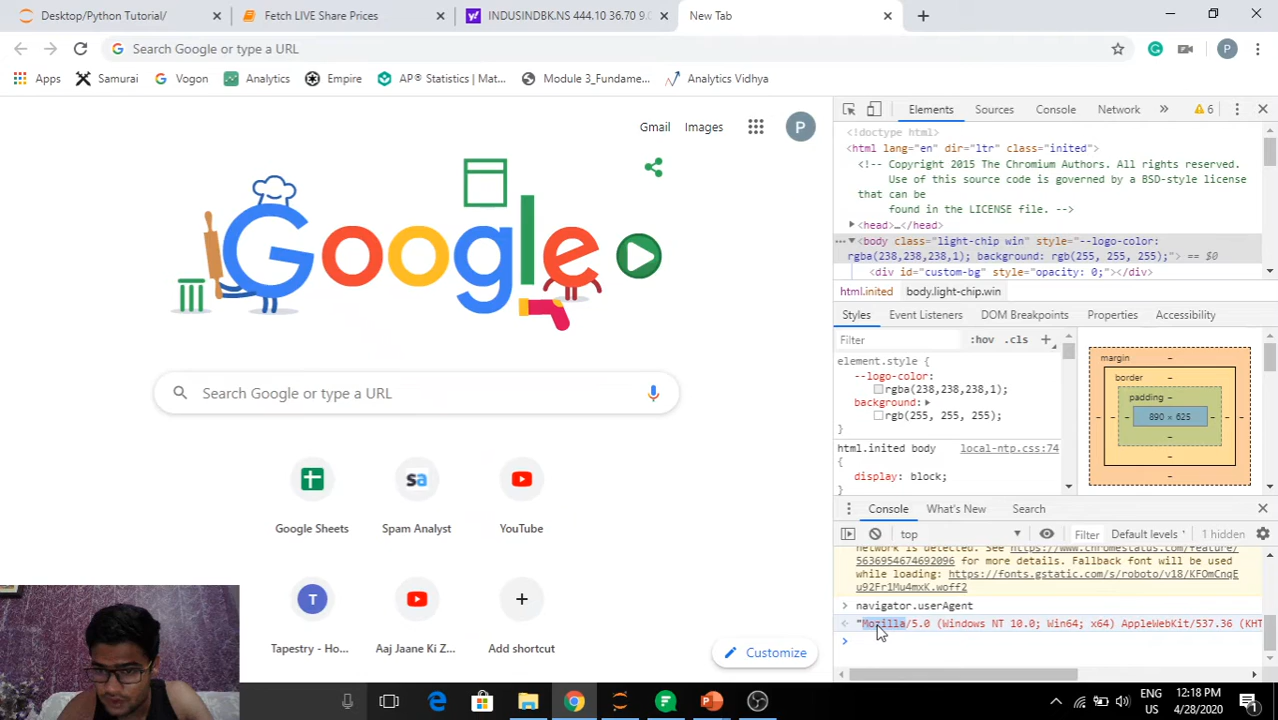 Desktop/Python Tutorial/
Fetch LIVE Share Prices
INDUSINDBK.NS 444.10 36.70 9.0
New Tab
Search Google or type a URL
P
Apps
Samurai
Vogon
Analytics
Empire
AP® Statistics | Mat...
Module 3_Fundame...
Analytics Vidhya
Gmail
Images
P
Google
Search Google or type a URL
Google Sheets
Spam Analyst
YouTube
Tapestry - Ho...
Aaj Jaane Ki Z...
Add shortcut
Customize
Elements
Sources
Console
Network
6
<!doctype html>
<html lang="en" dir="ltr" class="inited">
<!-- Copyright 2015 The Chromium Authors. All rights reserved.
Use of this source code is governed by a BSD-style license
that can be
found in the LICENSE file. -->
<head>…</head>
<body class="light-chip win" style="--logo-color:
rgba(238,238,238,1); background: rgb(255, 255, 255);"> == $0
<div id="custom-bg" style="opacity: 0;"></div>
html.inited body.light-chip.win
Styles
Event Listeners
DOM Breakpoints
Properties
Accessibility
Filter
:hov .cls +
element.style {
--logo-color:
rgba(238,238,238,1);
background:
rgb(255, 255, 255);
}
html.inited body
local-ntp.css:74
{
display: block;
margin
border
padding
890 × 625
Console
What's New
Search
top
Filter
Default levels
1 hidden
network is detected. See https://www.chromestatus.com/feature/
5636954674692096 for more details. Fallback font will be used
while loading: https://fonts.gstatic.com/s/roboto/v18/KFOmCnqE
u92Fr1Mu4mxK.woff2
navigator.userAgent
"Mozilla/5.0 (Windows NT 10.0; Win64; x64) AppleWebKit/537.36 (KHT
sa
T
ENG
US
12:18 PM
4/28/2020
1